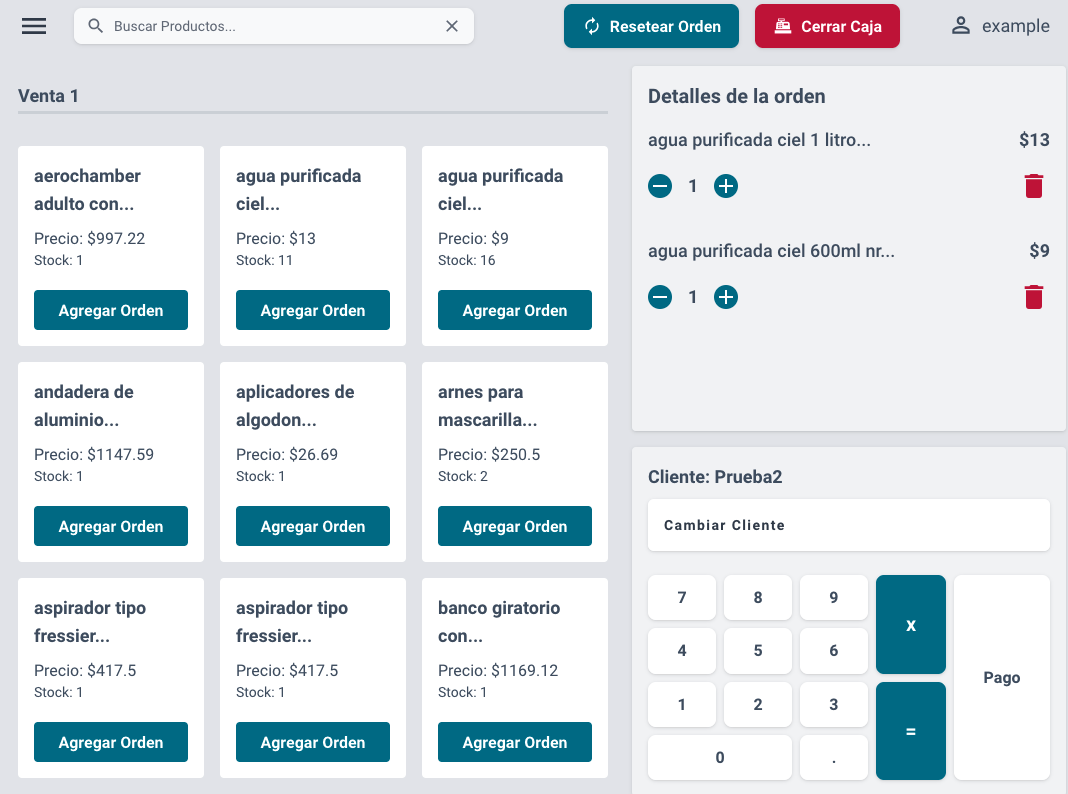 Buscar Productos...
Resetear Orden
Cerrar Caja
example
Venta 1
aerochamber
adulto con...
Precio: $997.22
Stock: 1
Agregar Orden
agua purificada
ciel...
Precio: $13
Stock: 11
Agregar Orden
agua purificada
ciel...
Precio: $9
Stock: 16
Agregar Orden
andadera de
aluminio...
Precio: $1147.59
Stock: 1
Agregar Orden
aplicadores de
algodon...
Precio: $26.69
Stock: 1
Agregar Orden
arnes para
mascarilla...
Precio: $250.5
Stock: 2
Agregar Orden
aspirador tipo
fressier...
Precio: $417.5
Stock: 1
Agregar Orden
aspirador tipo
fressier...
Precio: $417.5
Stock: 1
Agregar Orden
banco giratorio
con...
Precio: $1169.12
Stock: 1
Agregar Orden
Detalles de la orden
agua purificada ciel 1 litro... $13
1
agua purificada ciel 600ml nr... $9
1
Cliente: Prueba2
Cambiar Cliente
7 8 9 x
4 5 6
Pago
1 2 3 =
0 .